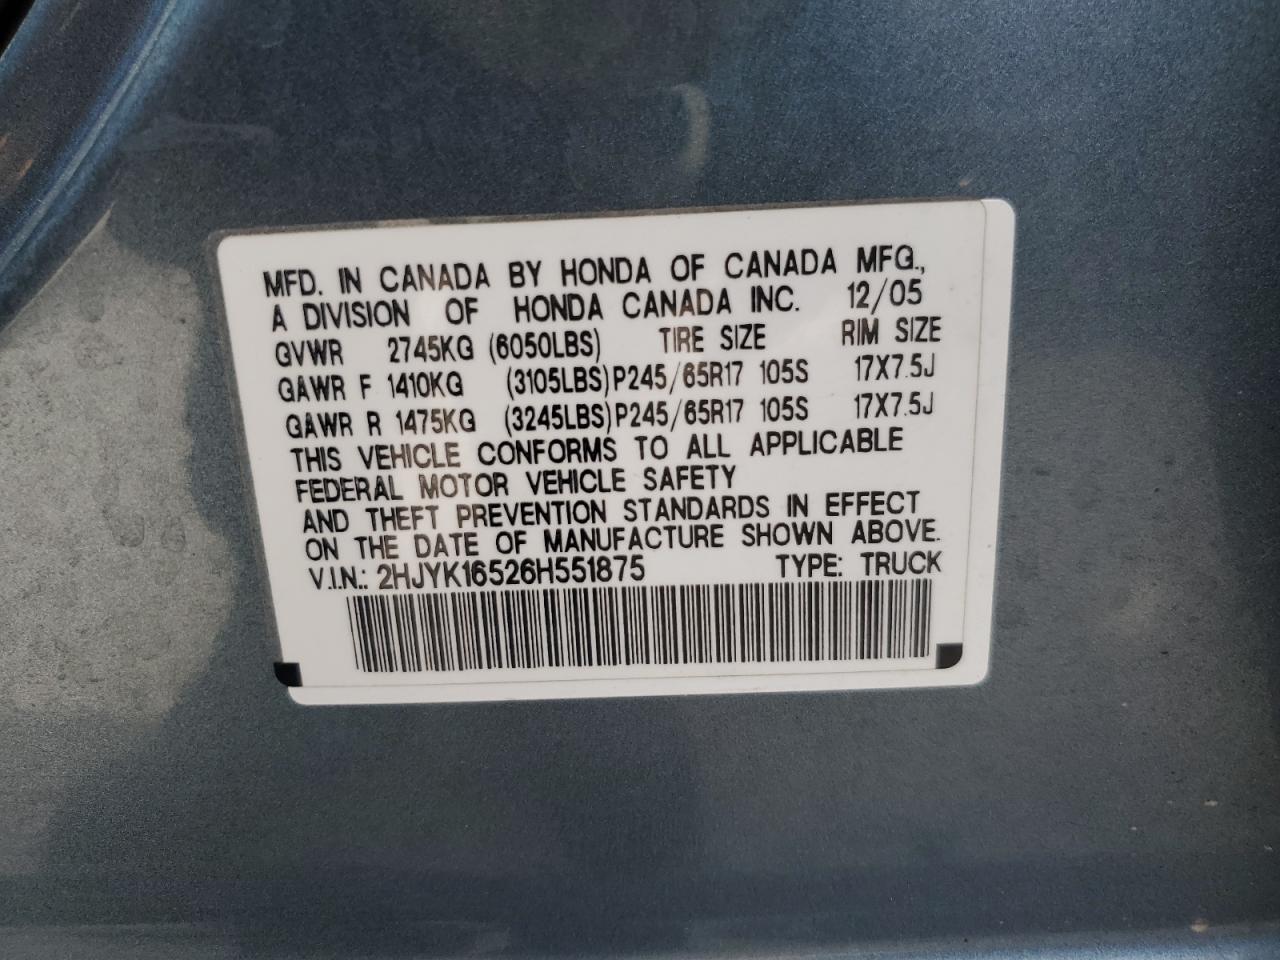 MFD. IN CANADA BY HONDA OF CANADA MFG.,
A DIVISION OF HONDA CANADA INC. 12/05
GVWR 2745KG (6050LBS) TIRE SIZE RIM SIZE
GAWR F 1410KG (3105LBS) P245/65R17 105S 17X7.5J
GAWR R 1475KG (3245LBS) P245/65R17 105S 17X7.5J
THIS VEHICLE CONFORMS TO ALL APPLICABLE
FEDERAL MOTOR VEHICLE SAFETY
AND THEFT PREVENTION STANDARDS IN EFFECT
ON THE DATE OF MANUFACTURE SHOWN ABOVE.
V.I.N.: 2HJYK16526H551875 TYPE: TRUCK